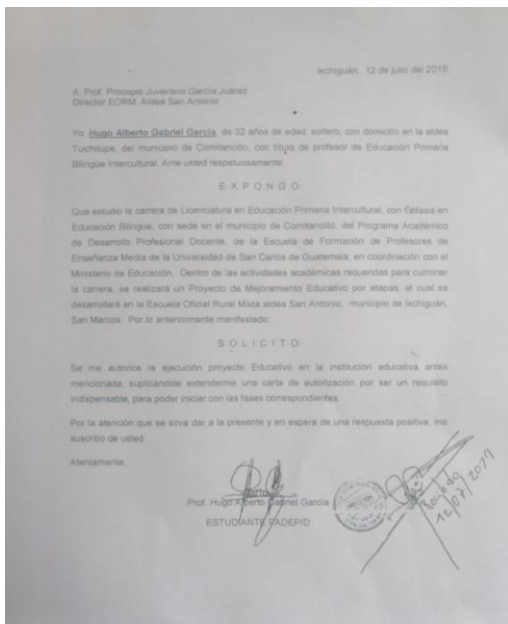 Ixchiguán, 12 de julio del 2019.
A: Prof. Procopio Juventino García Juárez
Director EORM Aldea San Antonio
Yo, Hugo Alberto Gabriel García, de 32 años de edad, soltero, con domicilio en la aldea
Tuichilupe, del municipio de Comitancillo, con título de profesor de Educación Primaria
Bilingüe Intercultural. Ante usted respetuosamente.
E X P O N G O:
Que estudio la carrera de Licenciatura en Educación Primaria Intercultural, con Énfasis en
Educación Bilingüe, con sede en el municipio de Comitancillo, del Programa Académico
de Desarrollo Profesional Docente, de la Escuela de Formación de Profesores de
Enseñanza Media de la Universidad de San Carlos de Guatemala, en coordinación con el
Ministerio de Educación. Dentro de las actividades académicas requeridas para culminar
la carrera, se realizará un Proyecto de Mejoramiento Educativo por etapas, el cual se
desarrollará en la Escuela Oficial Rural Mixta aldea San Antonio, municipio de Ixchiguán,
San Marcos. Por lo anteriormente manifestado:
S O L I C I T O:
Se me autorice la ejecución proyecto Educativo en la institución educativa antes
mencionada, suplicándole extenderme una carta de autorización por ser un requisito
indispensable, para poder iniciar con las fases correspondientes.
Por la atención que se sirva dar a la presente y en espera de una respuesta positiva, me
suscribo de usted.
Atentamente,
Prof. Hugo Alberto Gabriel García
ESTUDIANTE PADEP/D
12/07/2019